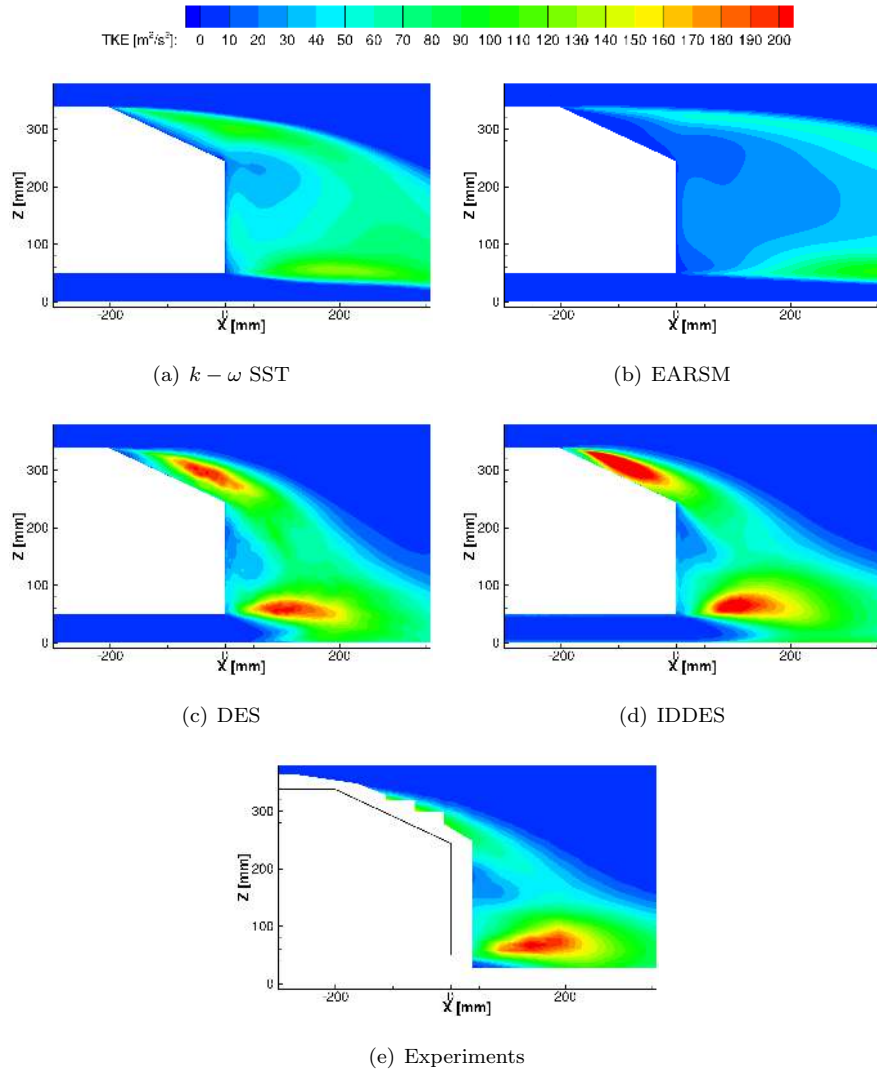 TKE [m²/s²]: 0 10 20 30 40 50 60 70 80 90 100 110 120 130 140 150 160 170 180 190 200
Z [mm]
300
200
100
0
-200 0 200
X [mm]
(a) k − ω SST
Z [mm]
300
200
100
0
-200 0 200
X [mm]
(b) EARSM
Z [mm]
300
200
100
0
-200 0 200
X [mm]
(c) DES
Z [mm]
300
200
100
0
-200 0 200
X [mm]
(d) IDDES
Z [mm]
300
200
100
0
-200 0 200
X [mm]
(e) Experiments